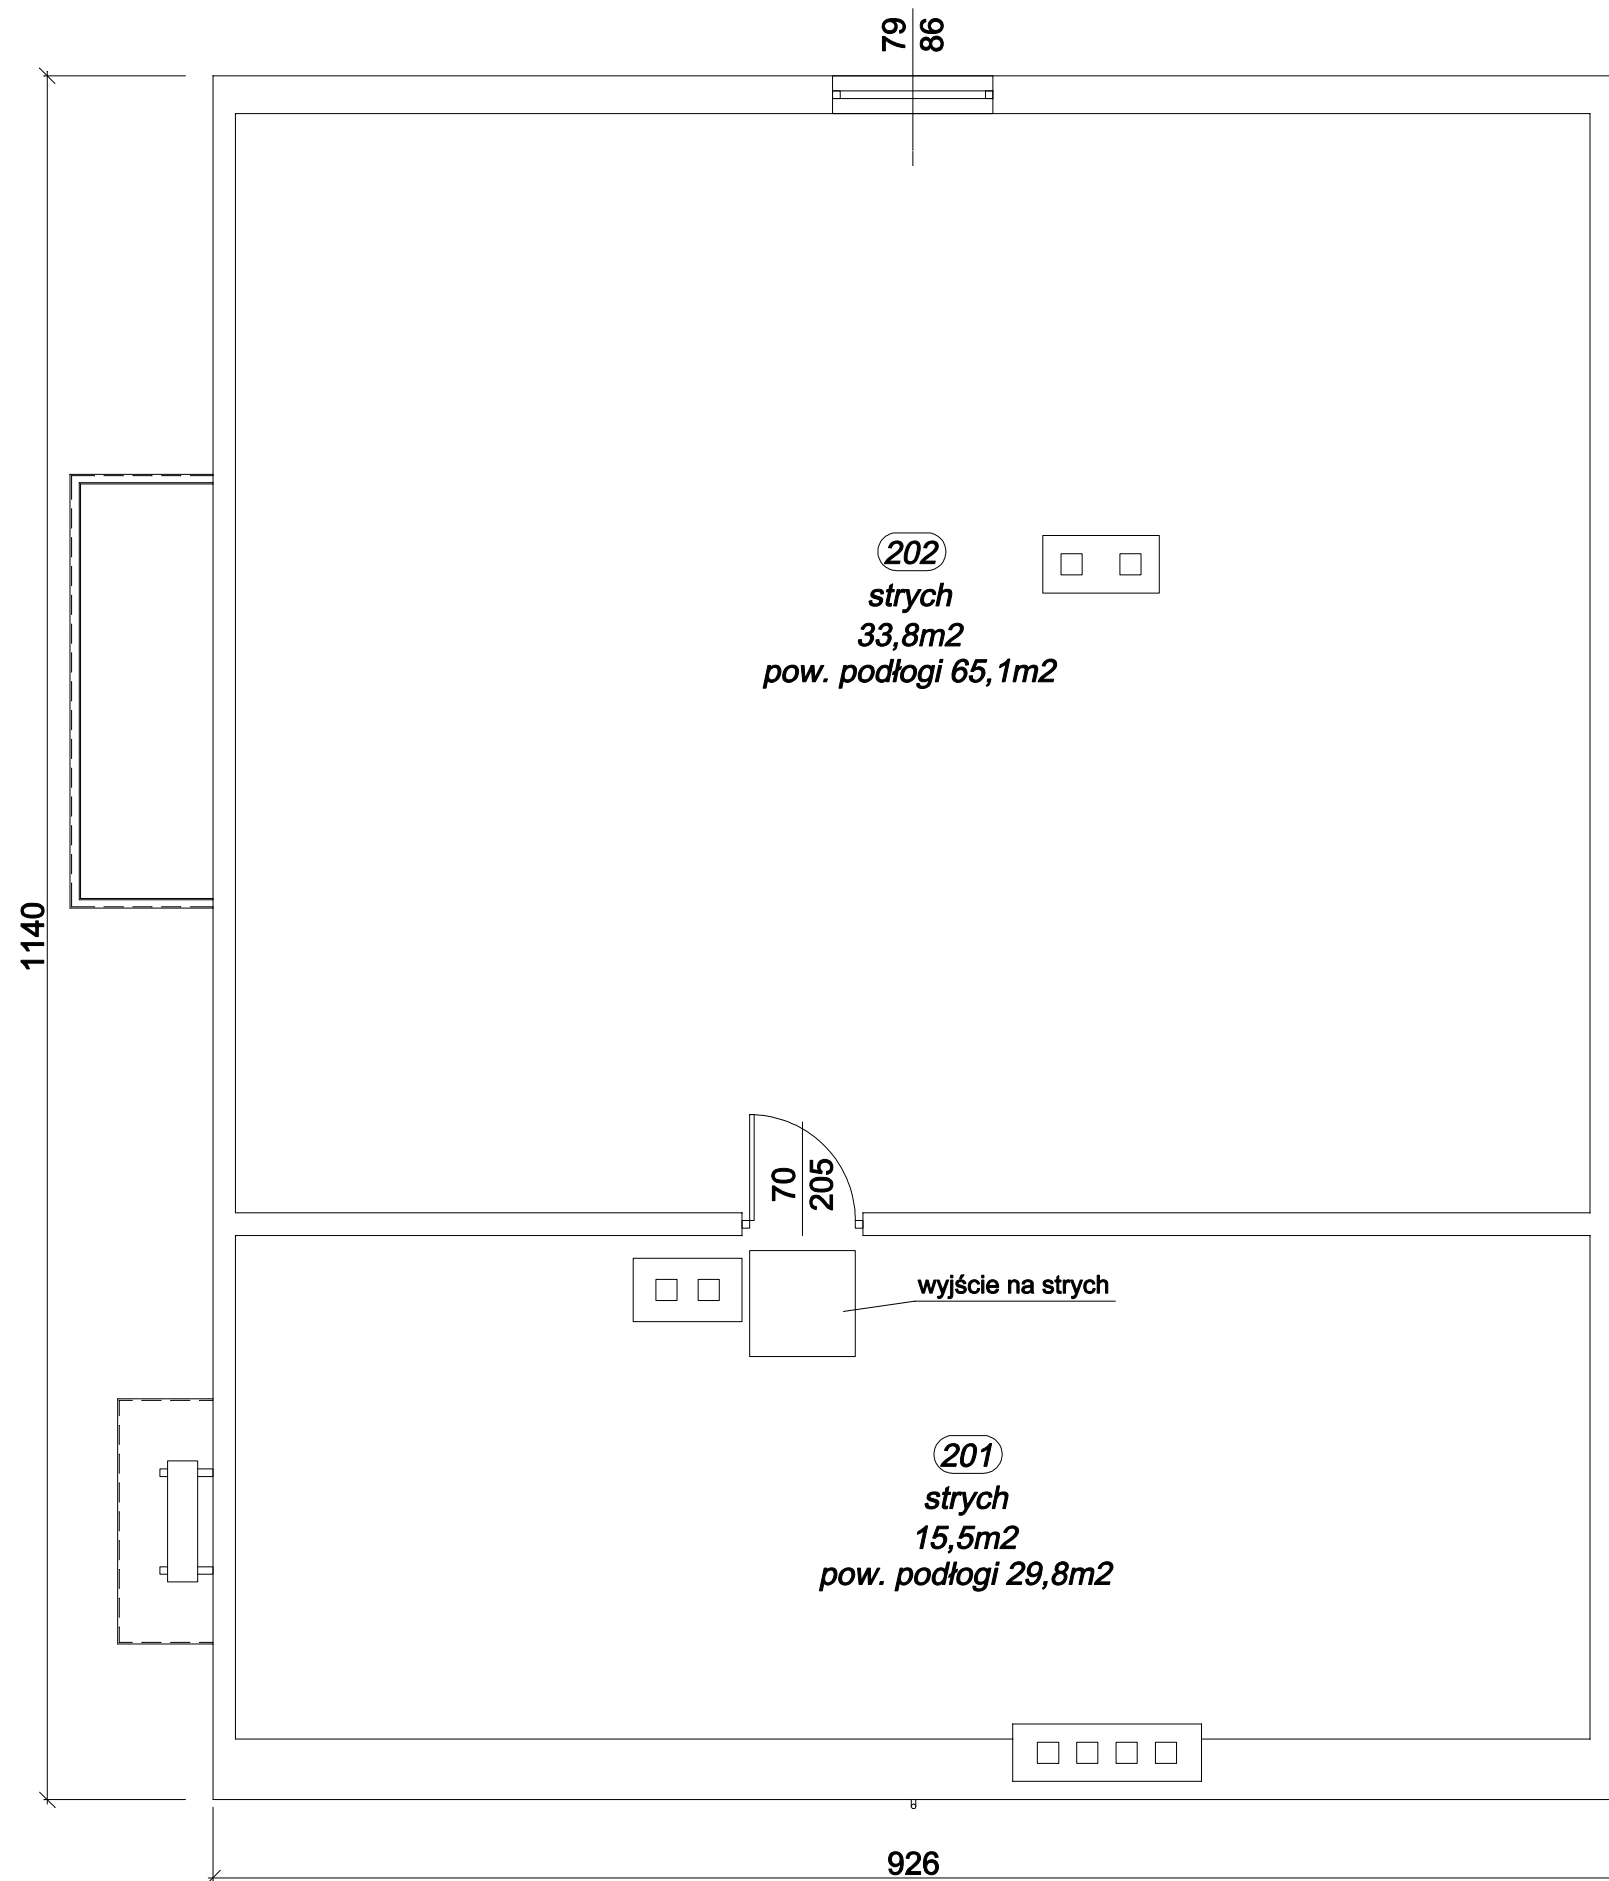 79
86
202
strych
33,8m2
pow. podłogi 65,1m2
1140
70
205
wyjście na strych
201
strych
15,5m2
pow. podłogi 29,8m2
926